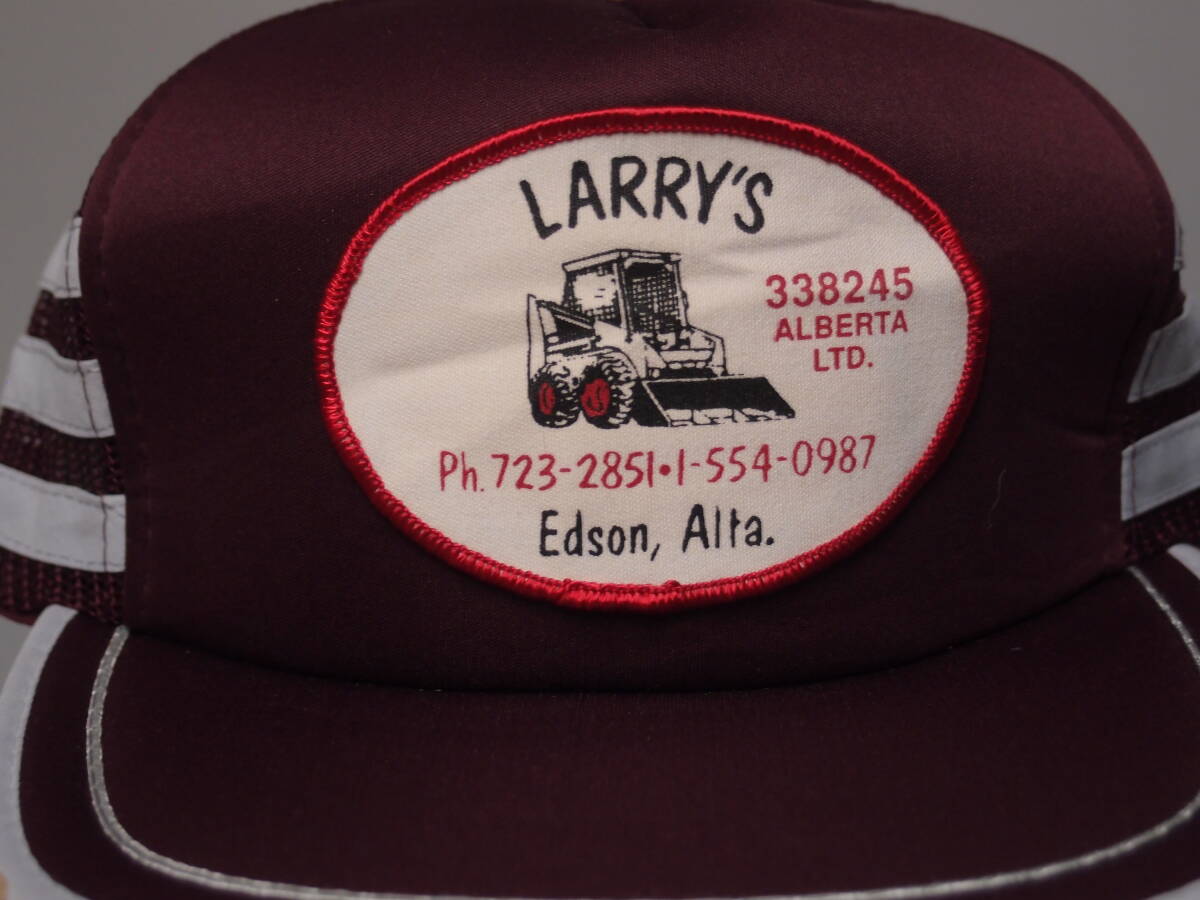 LARRY'S
338245
ALBERTA
LTD.
Ph. 723-2851•1-554-0987
Edson, Alta.